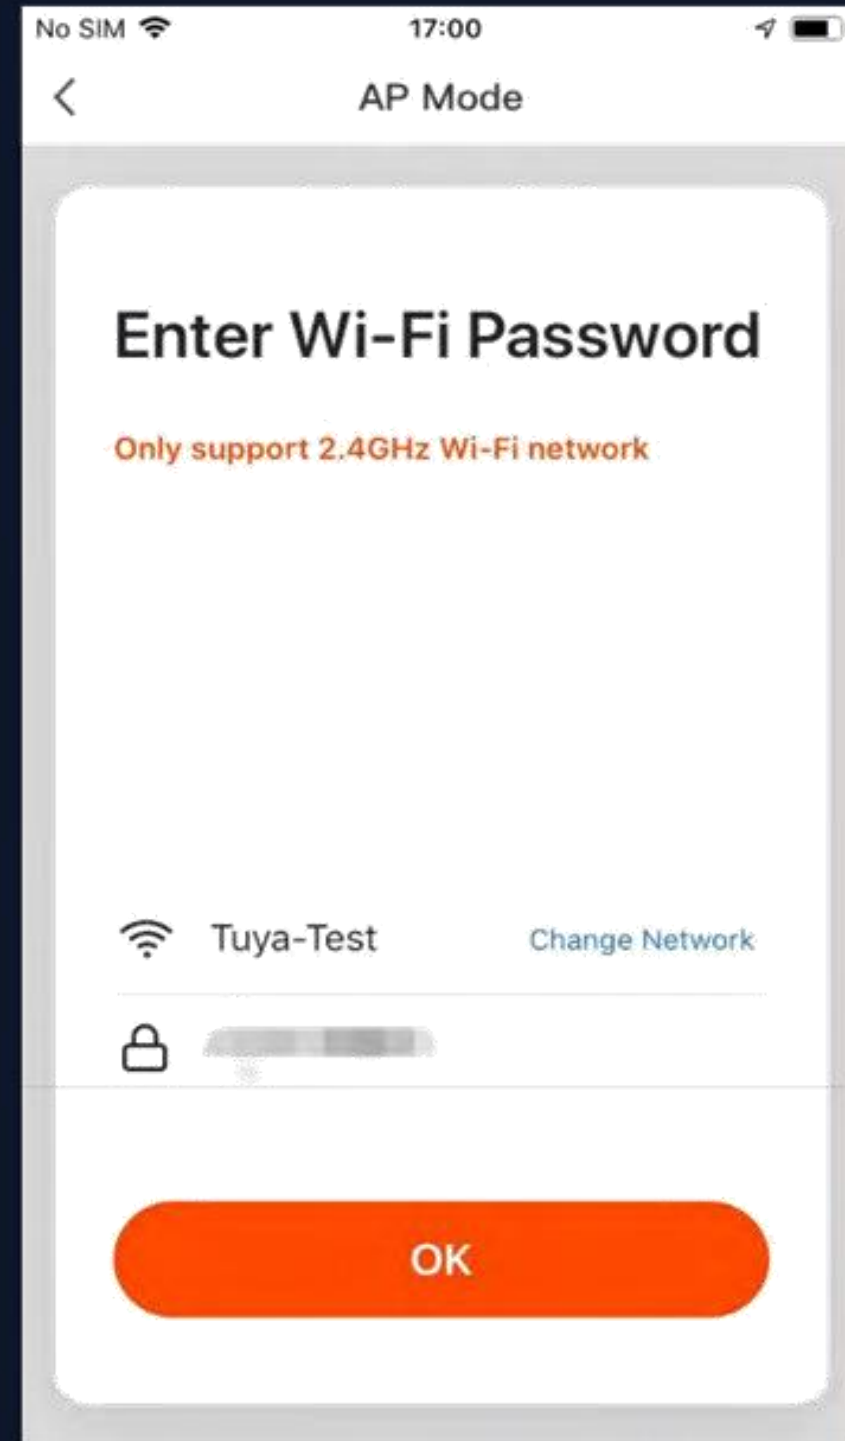 No SIM 17:00
AP Mode
Enter Wi-Fi Password
Only support 2.4GHz Wi-Fi network
Tuya-Test Change Network
OK